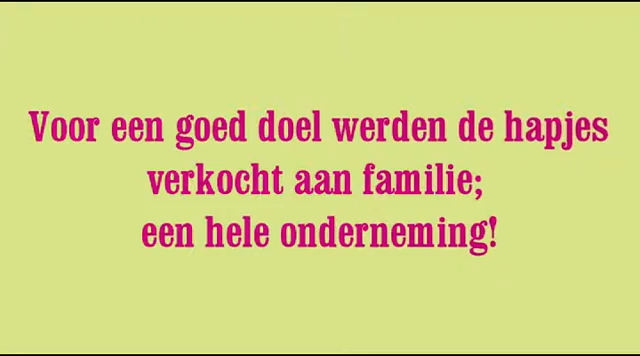 Voor een goed doel werden de hapjes
verkocht aan familie;
een hele onderneming!